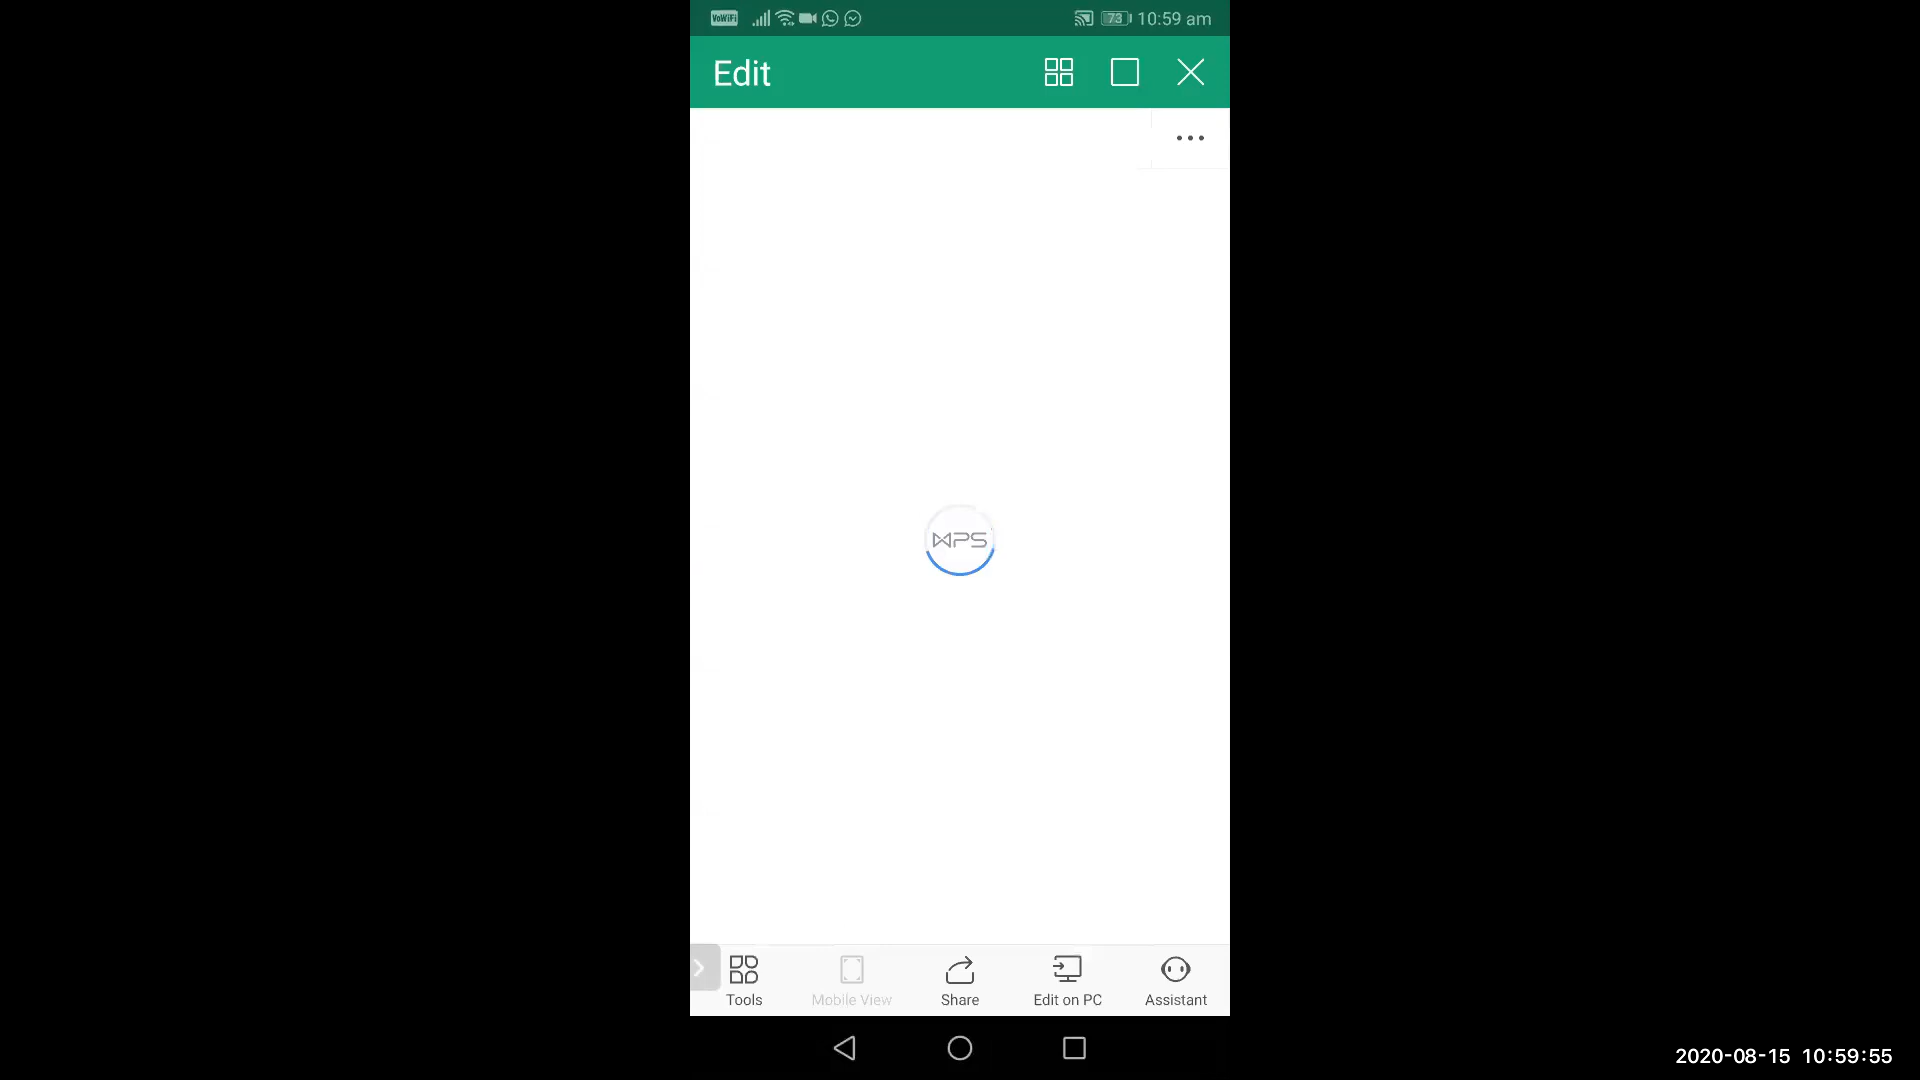 VoWiFi 73 10:59 am
Edit
WPS
Tools Mobile View Share Edit on PC Assistant
2020-08-15 10:59:55